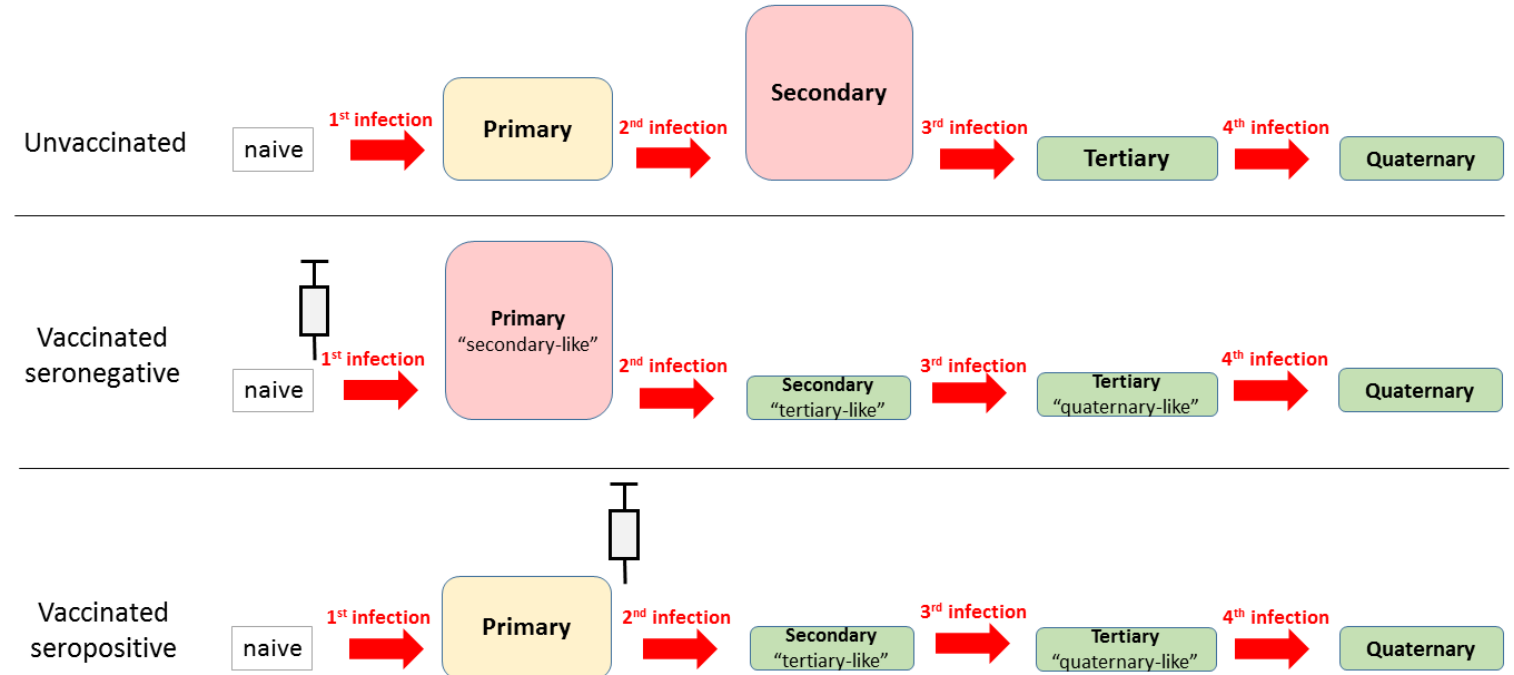 Unvaccinated
naive
1st infection
Primary
2nd infection
Secondary
3rd infection
Tertiary
4th infection
Quaternary
Vaccinated
seronegative
naive
1st infection
Primary
“secondary-like”
2nd infection
Secondary
“tertiary-like”
3rd infection
Tertiary
“quaternary-like”
4th infection
Quaternary
Vaccinated
seropositive
naive
1st infection
Primary
2nd infection
Secondary
“tertiary-like”
3rd infection
Tertiary
“quaternary-like”
4th infection
Quaternary